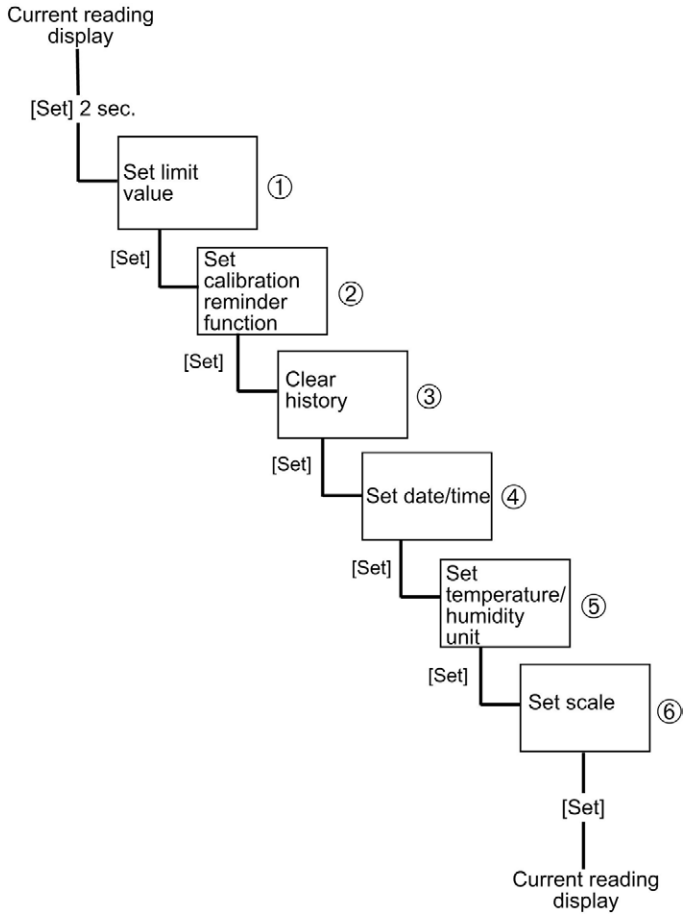 Current reading
display
[Set] 2 sec.
Set limit
value
①
[Set]
Set
calibration
reminder
function
②
[Set]
Clear
history
③
[Set]
Set date/time
④
[Set]
Set
temperature/
humidity
unit
⑤
[Set]
Set scale
⑥
[Set]
Current reading
display